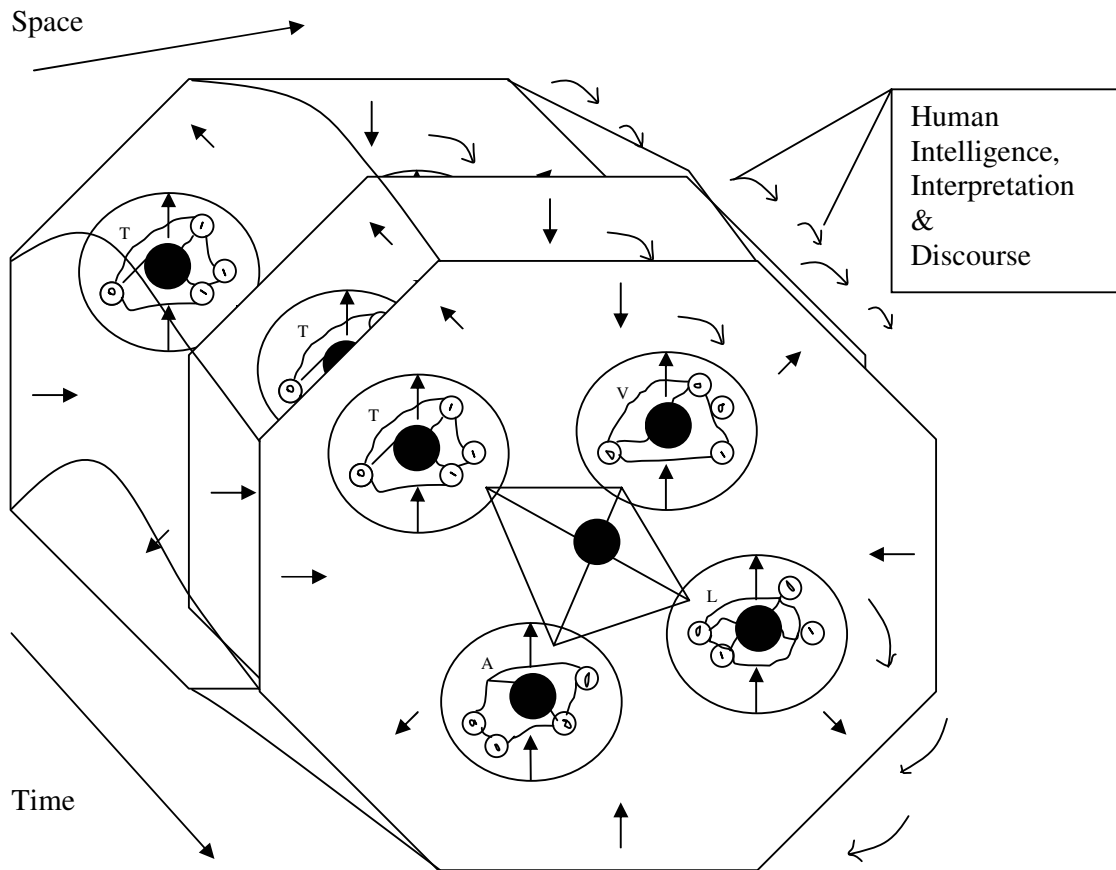 Space
Human
Intelligence,
Interpretation
&
Discourse
T
T
T
V
L
A
Time